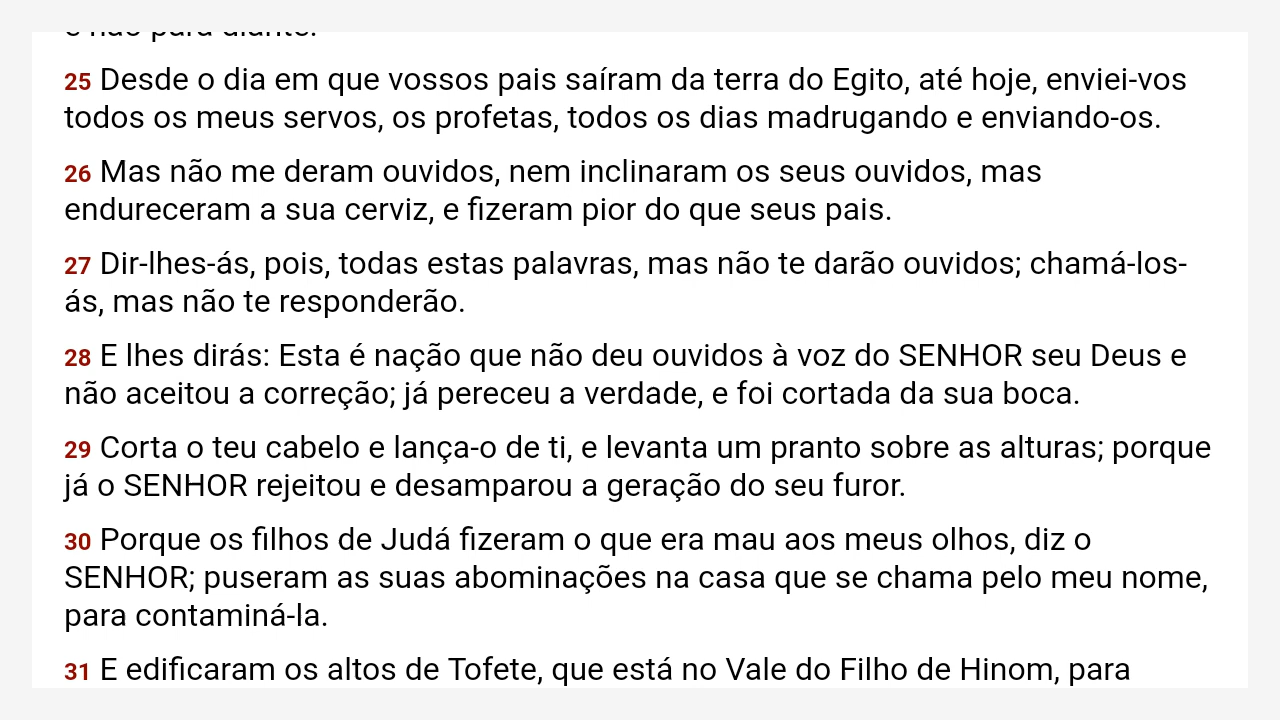 e não para diante.
25 Desde o dia em que vossos pais saíram da terra do Egito, até hoje, enviei-vos
todos os meus servos, os profetas, todos os dias madrugando e enviando-os.
26 Mas não me deram ouvidos, nem inclinaram os seus ouvidos, mas
endureceram a sua cerviz, e fizeram pior do que seus pais.
27 Dir-lhes-ás, pois, todas estas palavras, mas não te darão ouvidos; chamá-los-
ás, mas não te responderão.
28 E lhes dirás: Esta é nação que não deu ouvidos à voz do SENHOR seu Deus e
não aceitou a correção; já pereceu a verdade, e foi cortada da sua boca.
29 Corta o teu cabelo e lança-o de ti, e levanta um pranto sobre as alturas; porque
já o SENHOR rejeitou e desamparou a geração do seu furor.
30 Porque os filhos de Judá fizeram o que era mau aos meus olhos, diz o
SENHOR; puseram as suas abominações na casa que se chama pelo meu nome,
para contaminá-la.
31 E edificaram os altos de Tofete, que está no Vale do Filho de Hinom, para